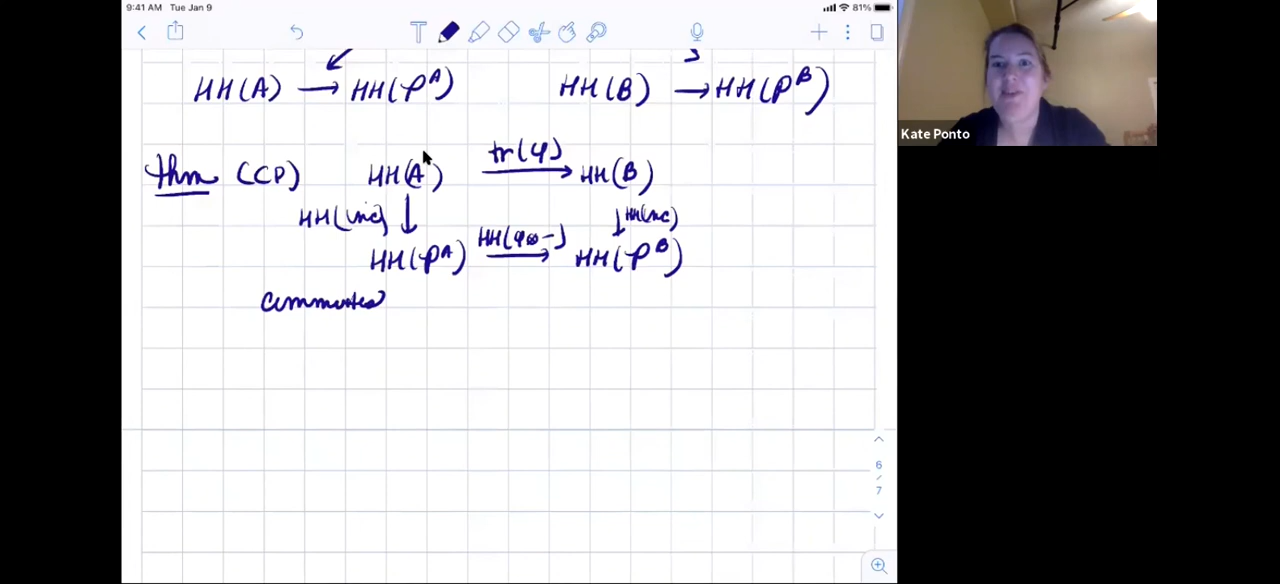 9:41 AM Tue Jan 9
81%
T
HH(A) → HH(P^A) HH(B) → HH(P^B)
Thm (CP) HH(A) tr(φ) → HH(B)
HH(inc) ↓ ↓ HH(inc)
HH(P^A) HH(φ⊗-) → HH(P^B)
commutes
Kate Ponto
6
/
7